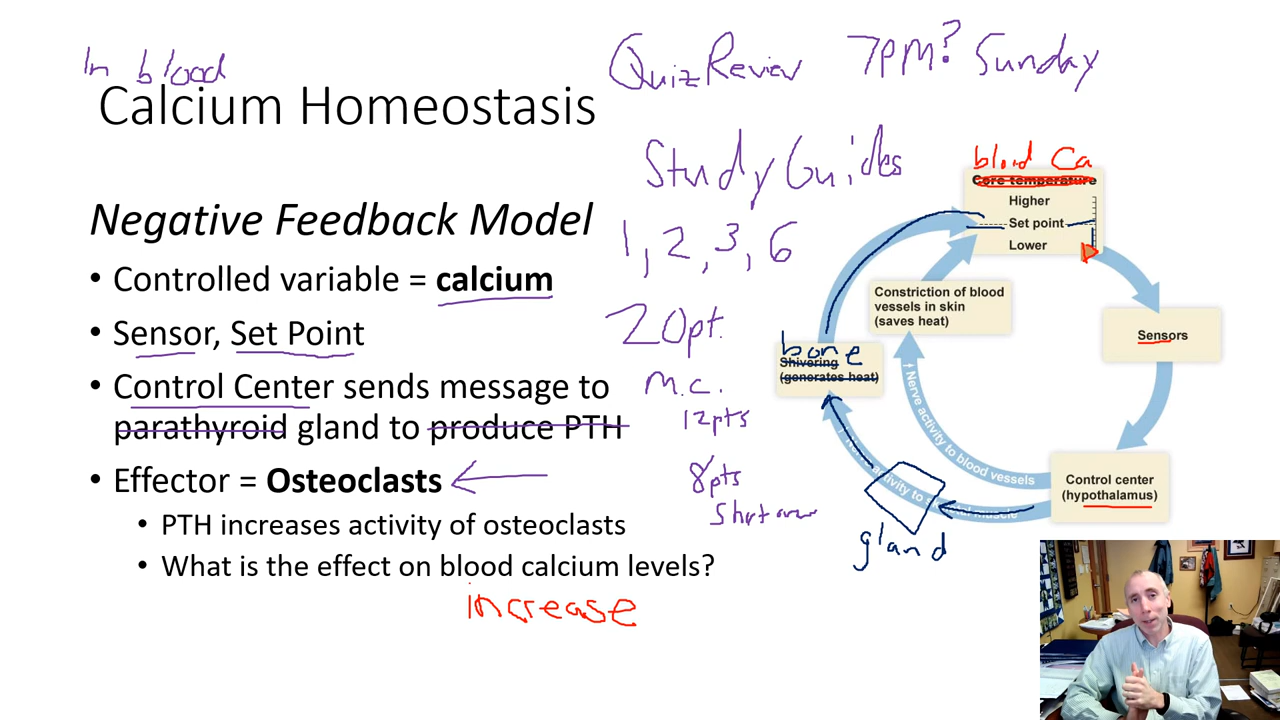 In blood
Calcium Homeostasis
Negative Feedback Model
• Controlled variable = calcium
• Sensor, Set Point
• Control Center sends message to
parathyroid gland to produce PTH
• Effector = Osteoclasts
• PTH increases activity of osteoclasts
• What is the effect on blood calcium levels?
increase
Quiz Review 7PM? Sunday
Study Guides
1, 2, 3, 6
20pt.
M.C.
12pts
8pts
Short
blood Ca
Core temperature
Higher
Set point
Lower
Constriction of blood
vessels in skin
(saves heat)
Sensors
bone
Shivering
(generates heat)
Nerve activity to blood vessels
Control center
(hypothalamus)
activity to muscle
gland